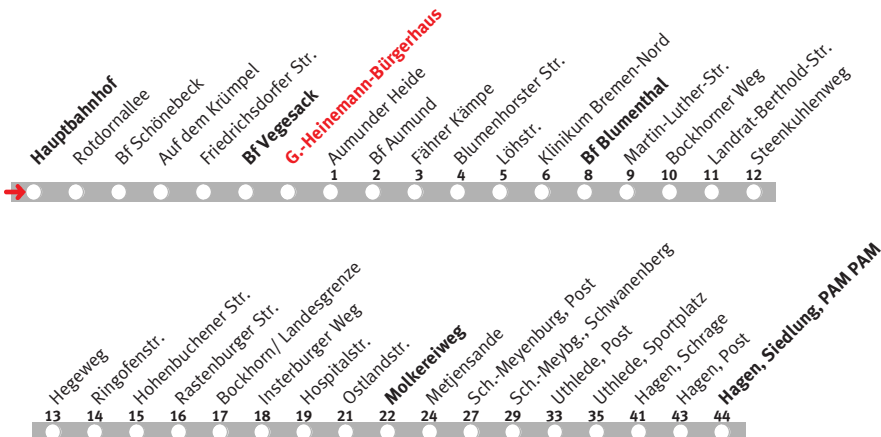 Hauptbahnhof
Rotdornallee
Bf Schönebeck
Auf dem Krümpel
Friedrichsdorfer Str.
Bf Vegesack
G.-Heinemann-Bürgerhaus
Aumunder Heide
Bf Aumund
Fährer Kämpe
Blumenhorster Str.
Löhstr.
Klinikum Bremen-Nord
Bf Blumenthal
Martin-Luther-Str.
Bockhorner Weg
Landrat-Berthold-Str.
Steenkuhlenweg
1 2 3 4 5 6 8 9 10 11 12
Hegeweg
Ringofenstr.
Hohenbuchener Str.
Rastenburger Str.
Bockhorn/ Landesgrenze
Insterburger Weg
Hospitalstr.
Ostlandstr.
Molkereiweg
Metjensande
Sch.-Meyenburg, Post
Sch.-Meybg., Schwanenberg
Uthlede, Post
Uthlede, Sportplatz
Hagen, Schrage
Hagen, Post
Hagen, Siedlung, PAM PAM
13 14 15 16 17 18 19 21 22 24 27 29 33 35 41 43 44